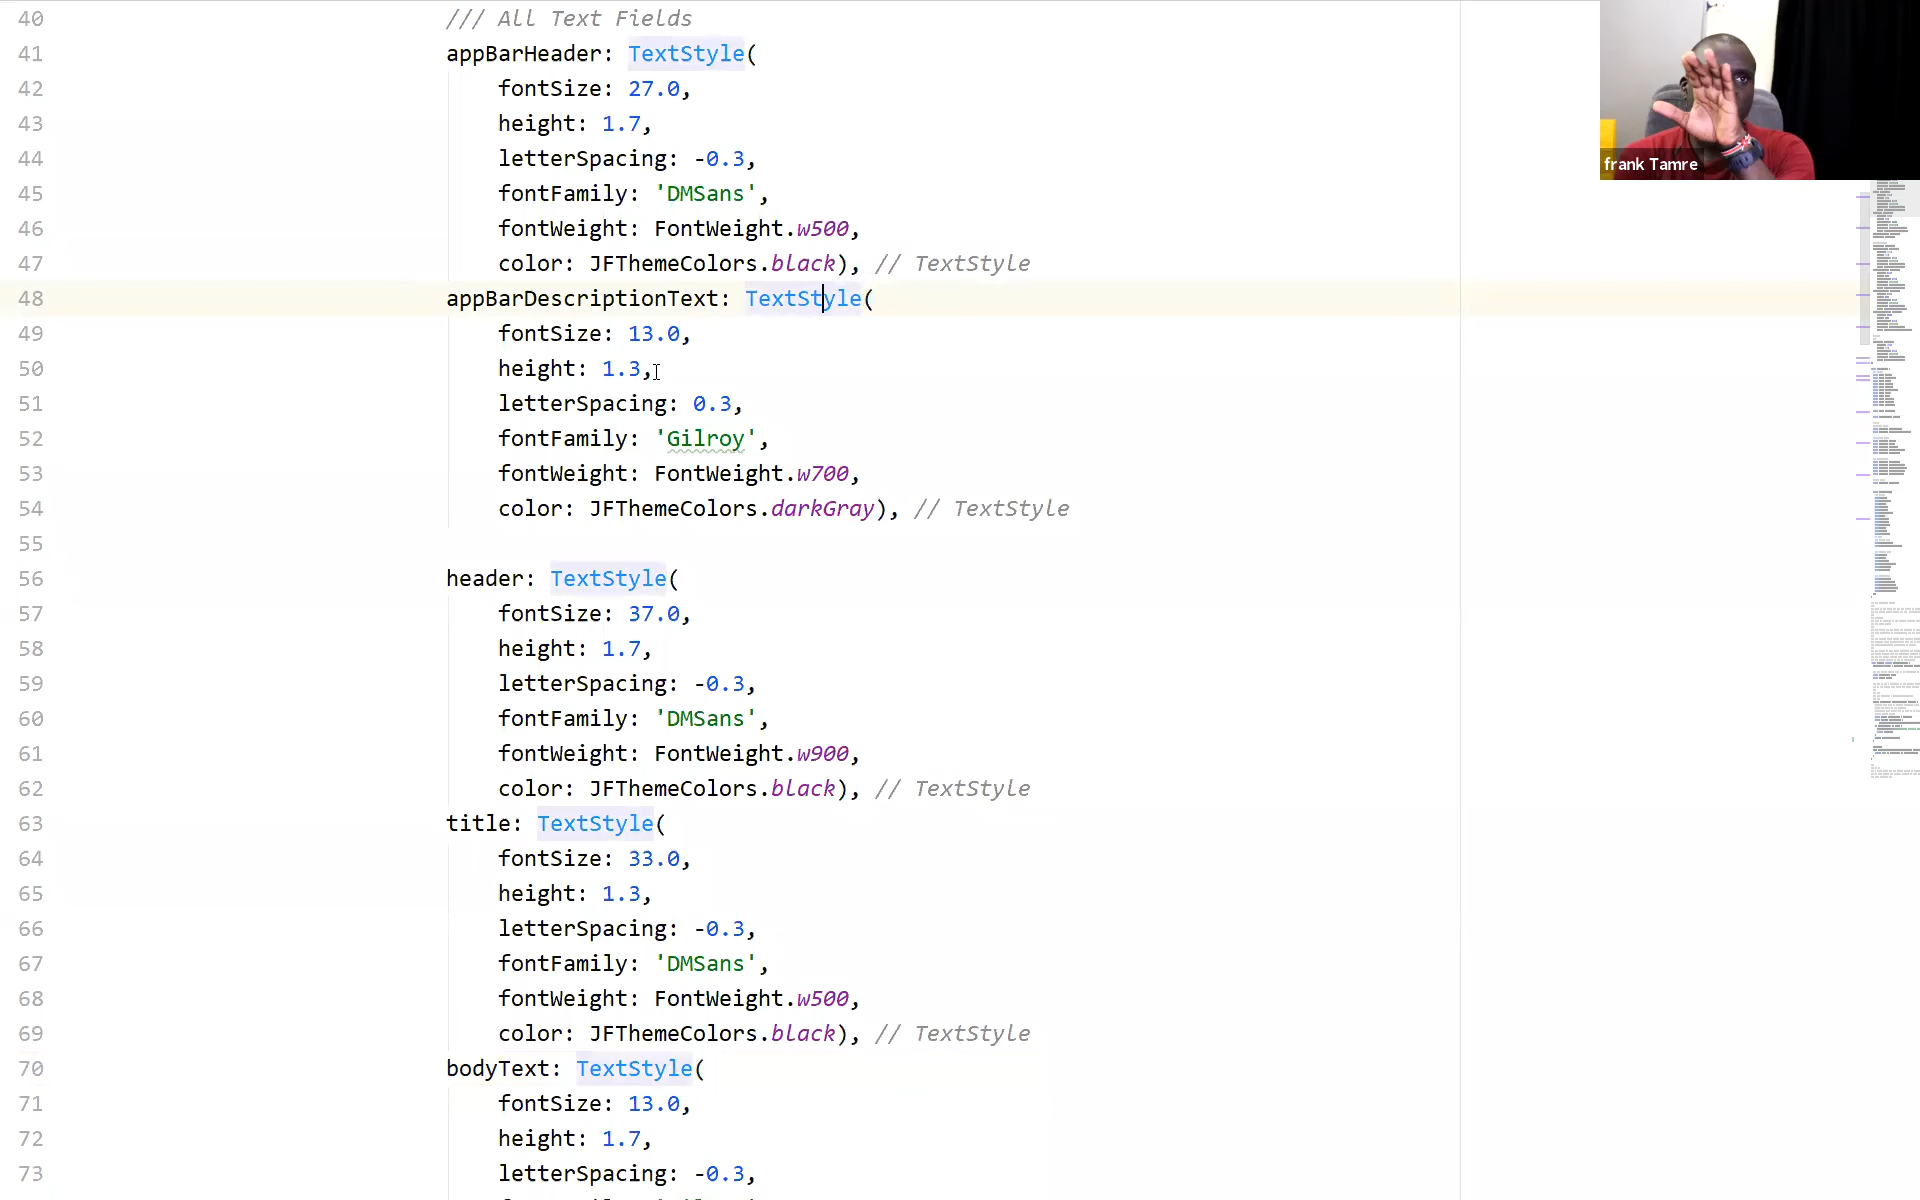 40 /// All Text Fields
41 appBarHeader: TextStyle(
42 fontSize: 27.0,
43 height: 1.7,
44 letterSpacing: -0.3,
45 fontFamily: 'DMSans',
46 fontWeight: FontWeight.w500,
47 color: JFThemeColors.black), // TextStyle
48 appBarDescriptionText: TextStyle(
49 fontSize: 13.0,
50 height: 1.3,
51 letterSpacing: 0.3,
52 fontFamily: 'Gilroy',
53 fontWeight: FontWeight.w700,
54 color: JFThemeColors.darkGray), // TextStyle
55
56 header: TextStyle(
57 fontSize: 37.0,
58 height: 1.7,
59 letterSpacing: -0.3,
60 fontFamily: 'DMSans',
61 fontWeight: FontWeight.w900,
62 color: JFThemeColors.black), // TextStyle
63 title: TextStyle(
64 fontSize: 33.0,
65 height: 1.3,
66 letterSpacing: -0.3,
67 fontFamily: 'DMSans',
68 fontWeight: FontWeight.w500,
69 color: JFThemeColors.black), // TextStyle
70 bodyText: TextStyle(
71 fontSize: 13.0,
72 height: 1.7,
73 letterSpacing: -0.3,
frank Tamre